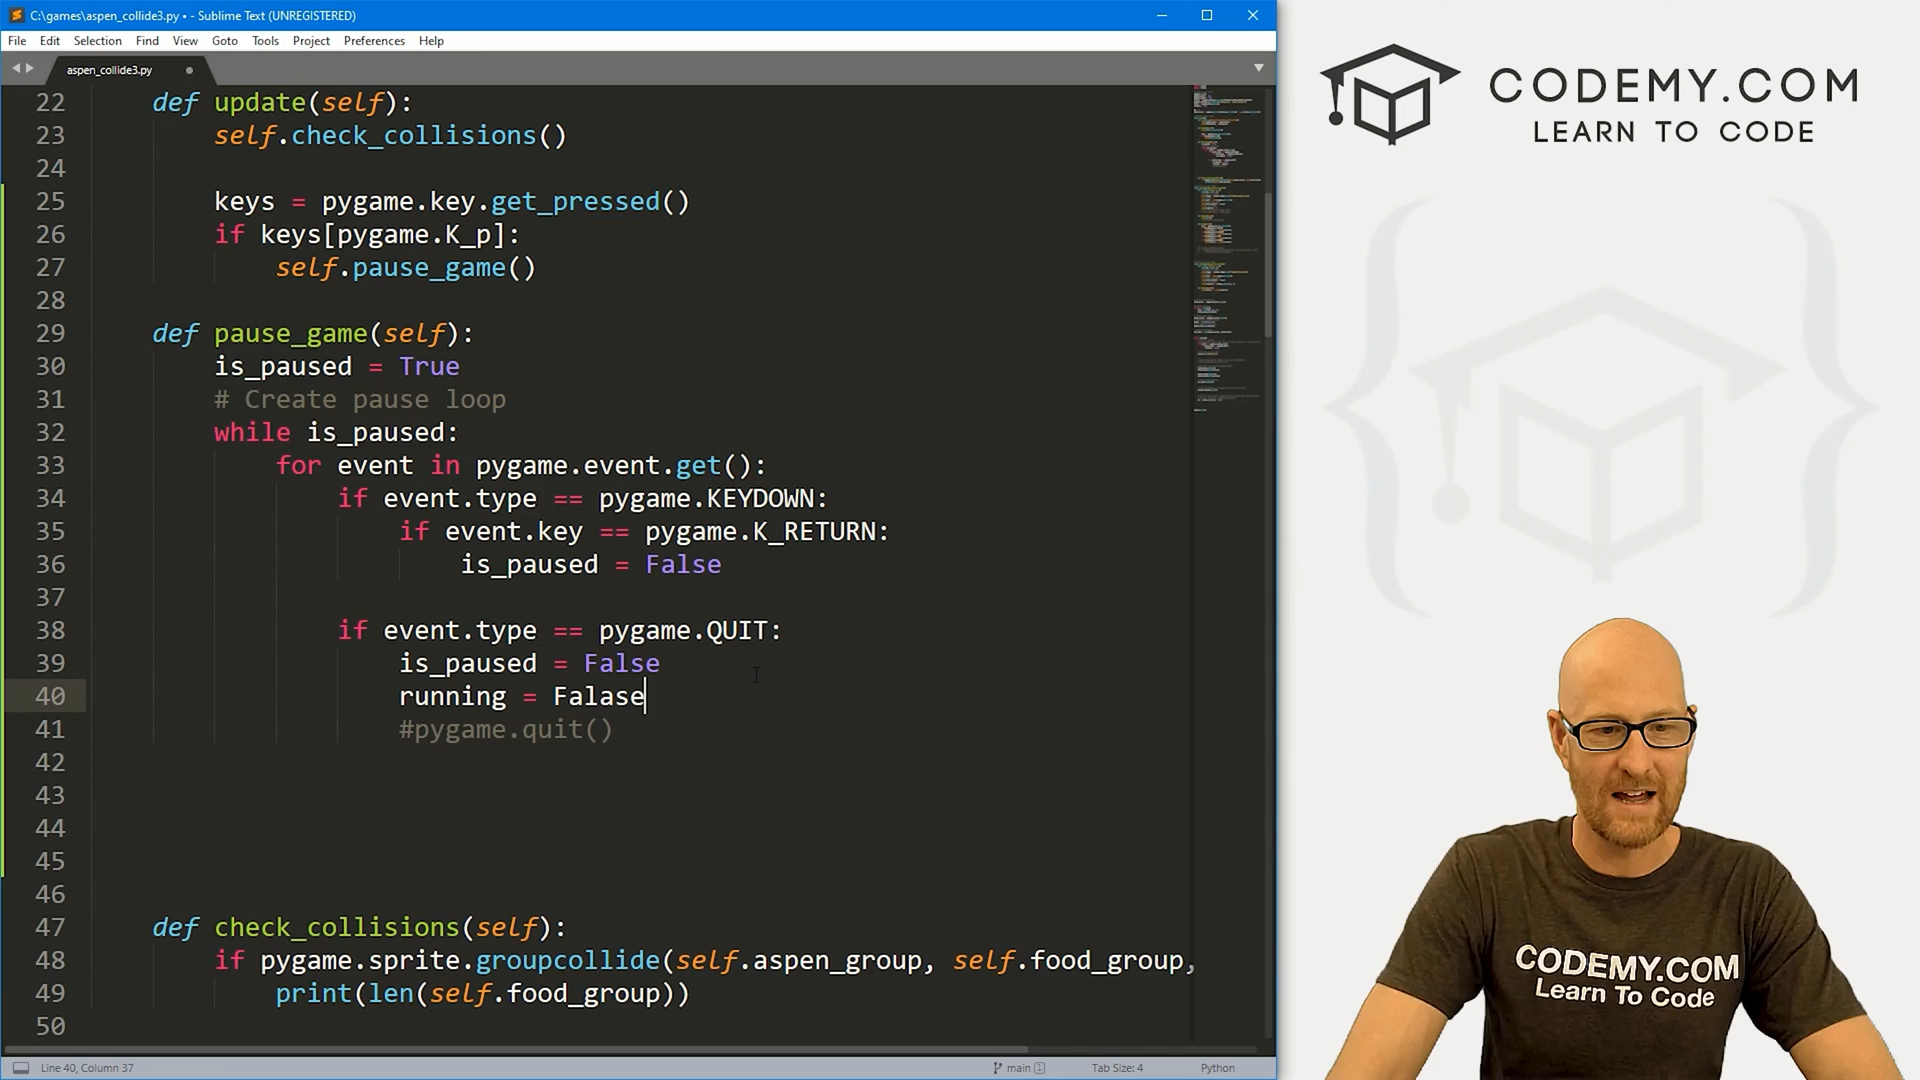 C:\games\aspen_collide3.py • - Sublime Text (UNREGISTERED)
File Edit Selection Find View Goto Tools Project Preferences Help
aspen_collide3.py
22 def update(self):
23 self.check_collisions()
24
25 keys = pygame.key.get_pressed()
26 if keys[pygame.K_p]:
27 self.pause_game()
28
29 def pause_game(self):
30 is_paused = True
31 # Create pause loop
32 while is_paused:
33 for event in pygame.event.get():
34 if event.type == pygame.KEYDOWN:
35 if event.key == pygame.K_RETURN:
36 is_paused = False
37
38 if event.type == pygame.QUIT:
39 is_paused = False
40 running = Falase
41 #pygame.quit()
42
43
44
45
46
47 def check_collisions(self):
48 if pygame.sprite.groupcollide(self.aspen_group, self.food_group,
49 print(len(self.food_group))
50
Line 40, Column 37
main 1
Tab Size: 4
Python
CODEMY.COM
LEARN TO CODE
CODEMY.COM
Learn To Code